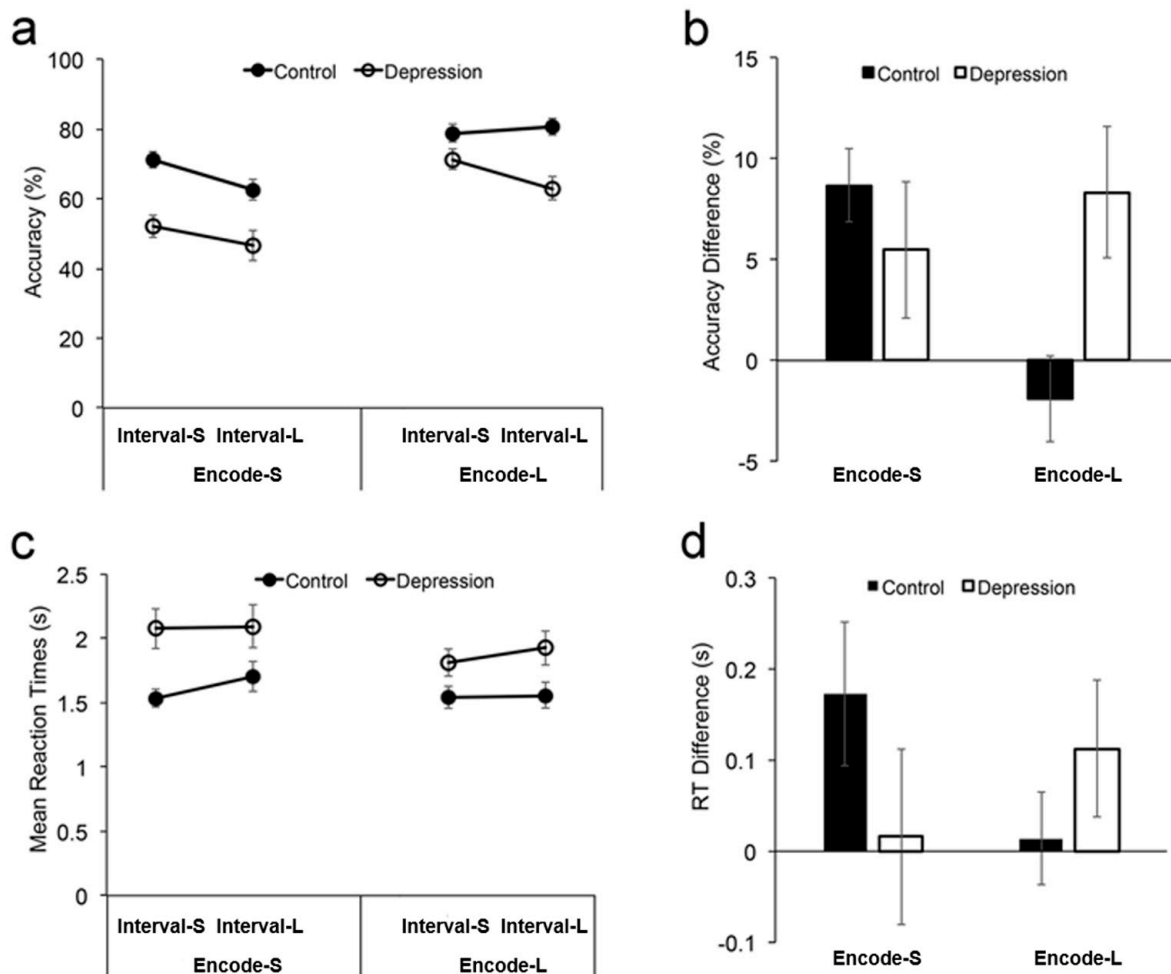 a
100
80
60
40
20
0
Accuracy (%)
Control Depression
Interval-S Interval-L Interval-S Interval-L
Encode-S Encode-L
b
15
10
5
0
-5
Accuracy Difference (%)
Control Depression
Encode-S Encode-L
c
2.5
2
1.5
1
0.5
0
Mean Reaction Times (s)
Control Depression
Interval-S Interval-L Interval-S Interval-L
Encode-S Encode-L
d
0.3
0.2
0.1
0
-0.1
RT Difference (s)
Control Depression
Encode-S Encode-L